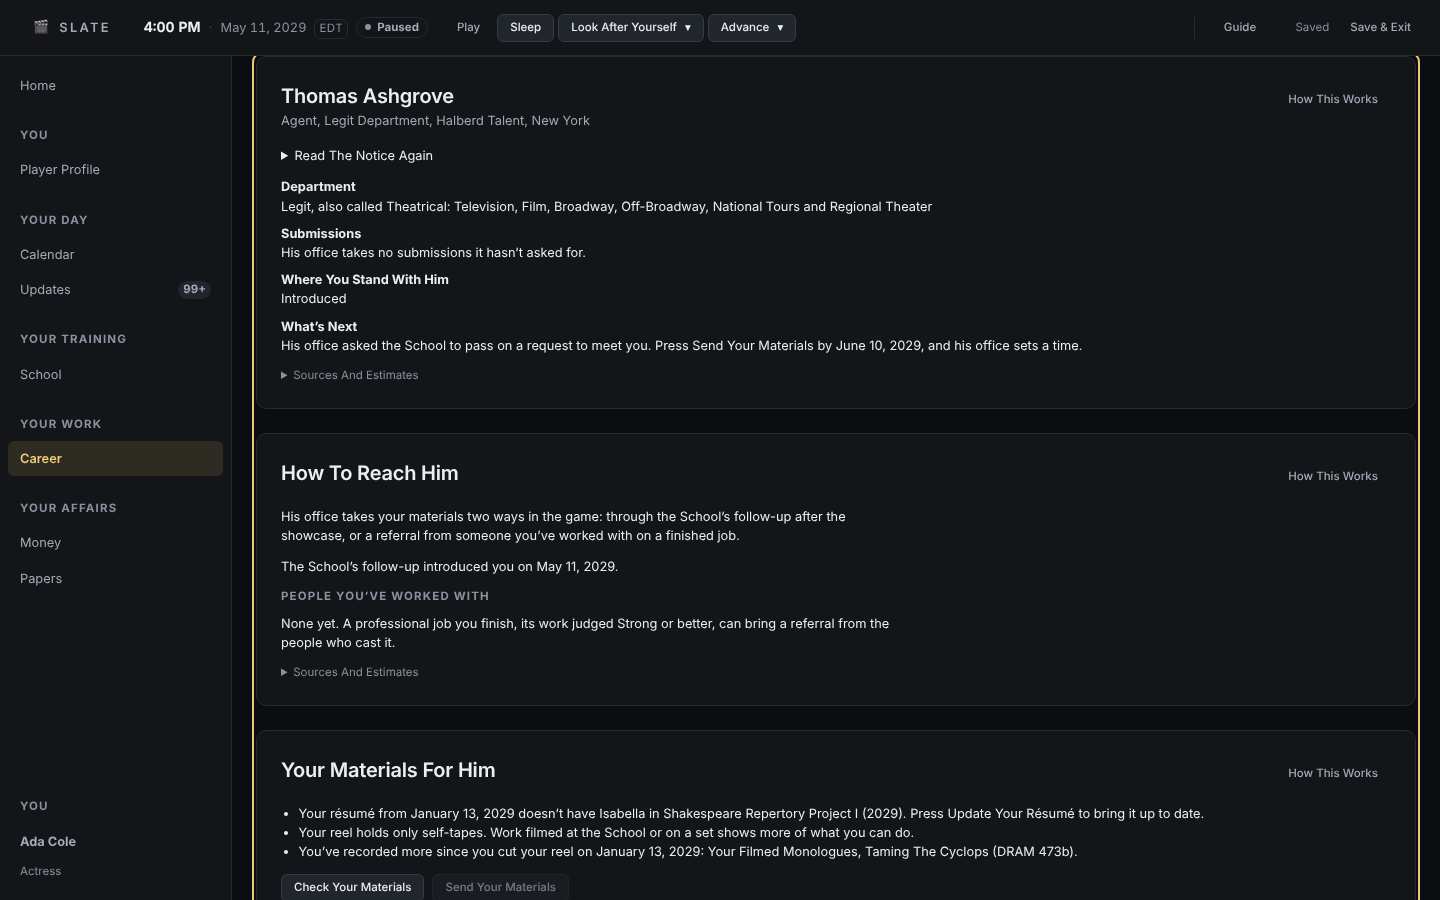 SLATE
4:00 PM · May 11, 2029 EDT Paused
Play
Sleep
Look After Yourself ▾
Advance ▾
Guide
Saved
Save & Exit
Home
YOU
Player Profile
YOUR DAY
Calendar
Updates 99+
YOUR TRAINING
School
YOUR WORK
Career
YOUR AFFAIRS
Money
Papers
YOU
Ada Cole
Actress
Thomas Ashgrove
How This Works
Agent, Legit Department, Halberd Talent, New York
▶ Read The Notice Again
Department
Legit, also called Theatrical: Television, Film, Broadway, Off-Broadway, National Tours and Regional Theater
Submissions
His office takes no submissions it hasn’t asked for.
Where You Stand With Him
Introduced
What’s Next
His office asked the School to pass on a request to meet you. Press Send Your Materials by June 10, 2029, and his office sets a time.
▶ Sources And Estimates
How To Reach Him
How This Works
His office takes your materials two ways in the game: through the School’s follow-up after the
showcase, or a referral from someone you’ve worked with on a finished job.
The School’s follow-up introduced you on May 11, 2029.
PEOPLE YOU’VE WORKED WITH
None yet. A professional job you finish, its work judged Strong or better, can bring a referral from the
people who cast it.
▶ Sources And Estimates
Your Materials For Him
How This Works
• Your résumé from January 13, 2029 doesn’t have Isabella in Shakespeare Repertory Project I (2029). Press Update Your Résumé to bring it up to date.
• Your reel holds only self-tapes. Work filmed at the School or on a set shows more of what you can do.
• You’ve recorded more since you cut your reel on January 13, 2029: Your Filmed Monologues, Taming The Cyclops (DRAM 473b).
Check Your Materials
Send Your Materials